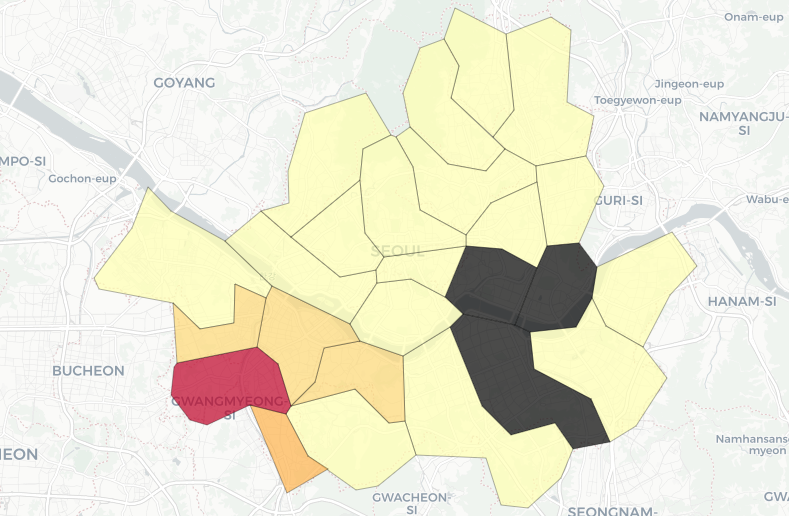 Onam-eup
GOYANG
Jingeon-eup
Toegyewon-eup
NAMYANGJU-
SI
MPO-SI
Gochon-eup
GURI-SI
Wabu-e
SEOUL
HANAM-SI
BUCHEON
GWANGMYEONG-
SI
Namhansans
myeon
HEON
GWACHEON-
SI
GWA
SEONGNAM-